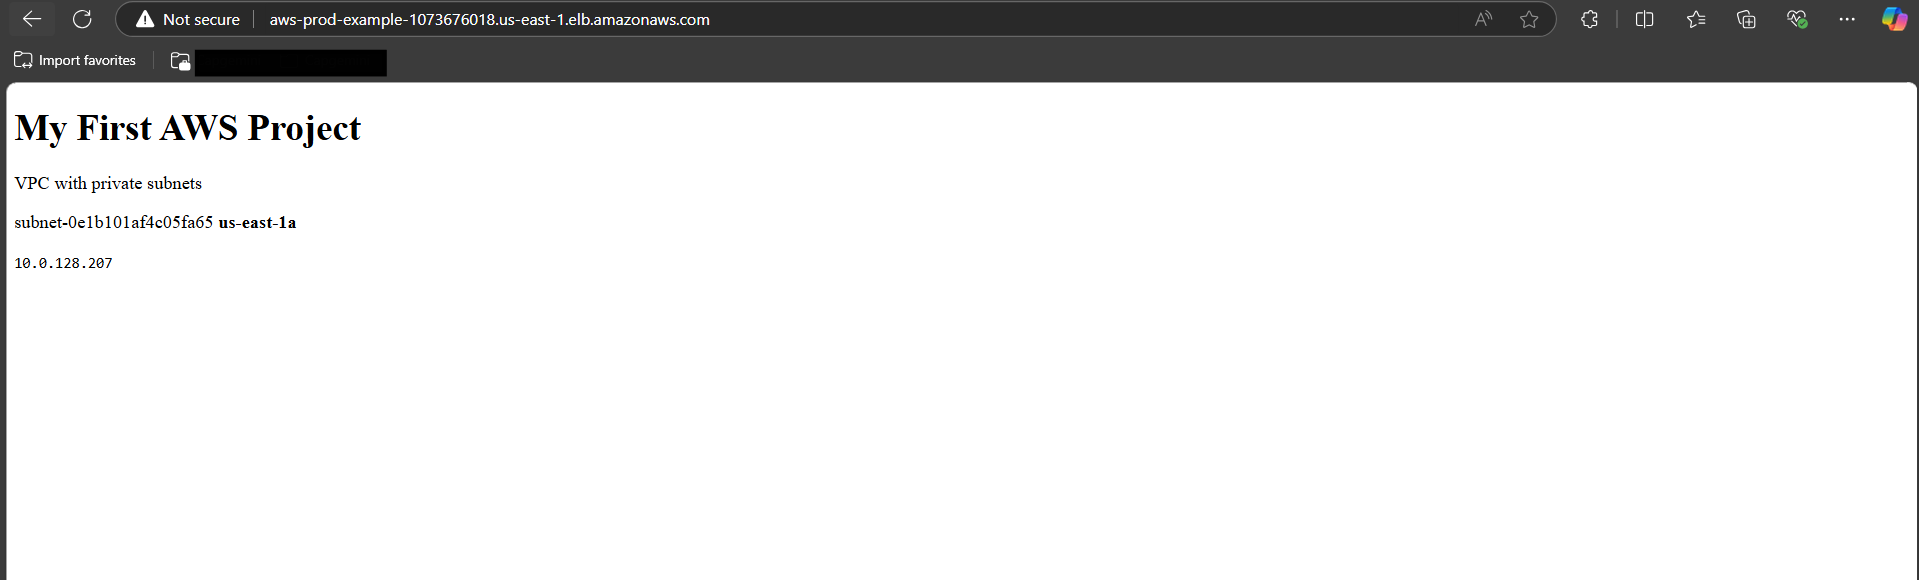 Not secure
aws-prod-example-1073676018.us-east-1.elb.amazonaws.com
Import favorites
My First AWS Project
VPC with private subnets
subnet-0e1b101af4c05fa65 us-east-1a
10.0.128.207